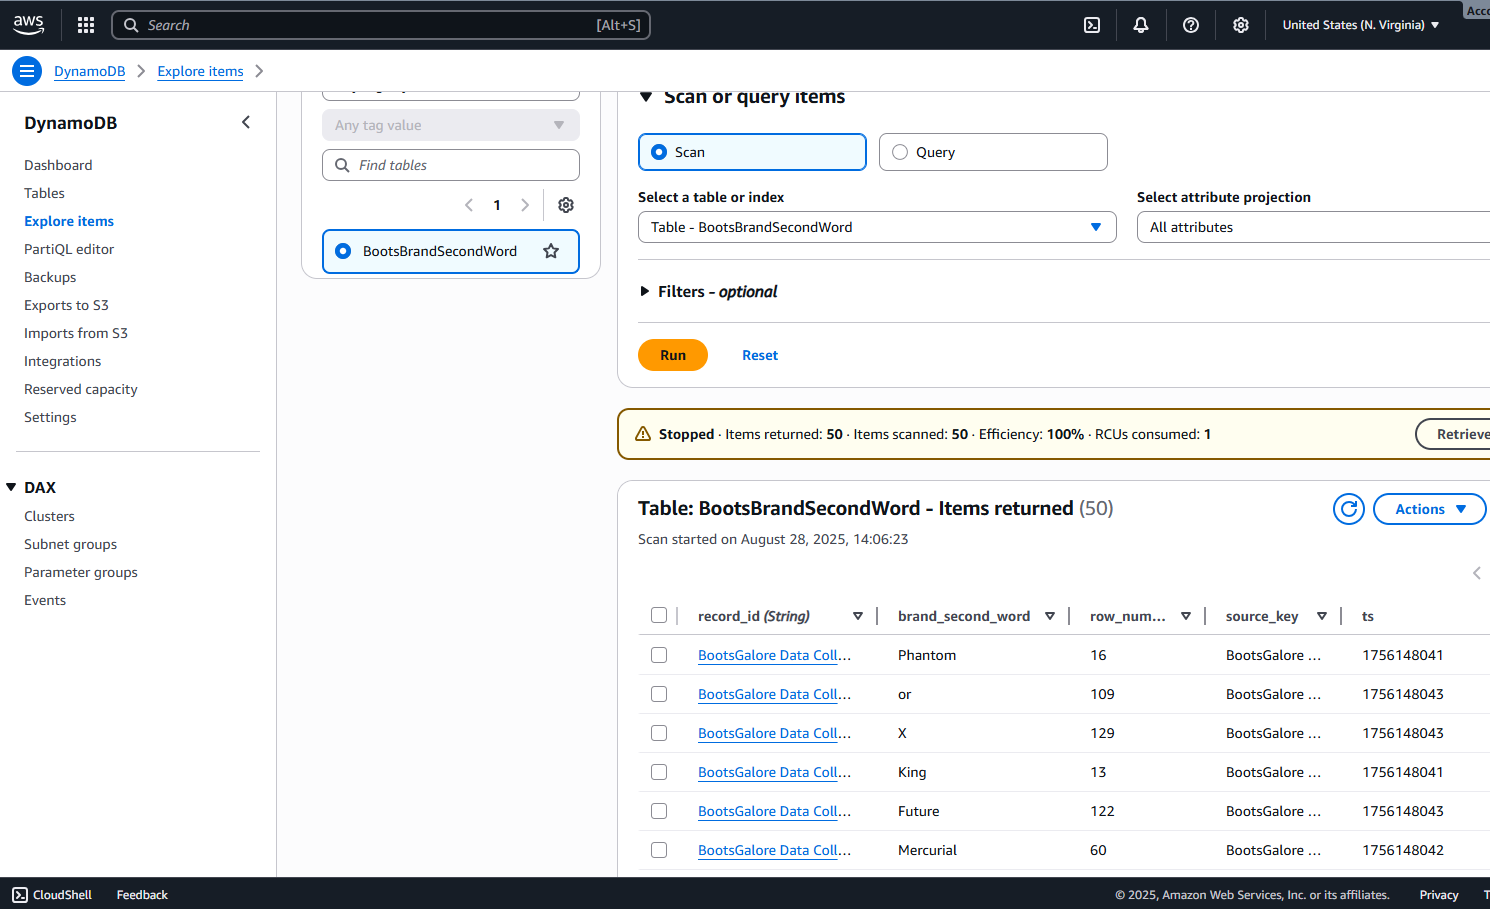 aws
Search
[Alt+S]
United States (N. Virginia)
DynamoDB
Explore items
DynamoDB
Dashboard
Tables
Explore items
PartiQL editor
Backups
Exports to S3
Imports from S3
Integrations
Reserved capacity
Settings
DAX
Clusters
Subnet groups
Parameter groups
Events
Any tag value
Find tables
1
BootsBrandSecondWord
Scan or query items
Scan
Query
Select a table or index
Select attribute projection
Table - BootsBrandSecondWord
All attributes
Filters - optional
Run
Reset
Stopped · Items returned: 50 · Items scanned: 50 · Efficiency: 100% · RCUs consumed: 1
Retrieve
Table: BootsBrandSecondWord - Items returned (50)
Actions
Scan started on August 28, 2025, 14:06:23
record_id (String) brand_second_word row_num... source_key ts
BootsGalore Data Coll... Phantom 16 BootsGalore ... 1756148041
BootsGalore Data Coll... or 109 BootsGalore ... 1756148043
BootsGalore Data Coll... X 129 BootsGalore ... 1756148043
BootsGalore Data Coll... King 13 BootsGalore ... 1756148041
BootsGalore Data Coll... Future 122 BootsGalore ... 1756148043
BootsGalore Data Coll... Mercurial 60 BootsGalore ... 1756148042
CloudShell
Feedback
© 2025, Amazon Web Services, Inc. or its affiliates.
Privacy